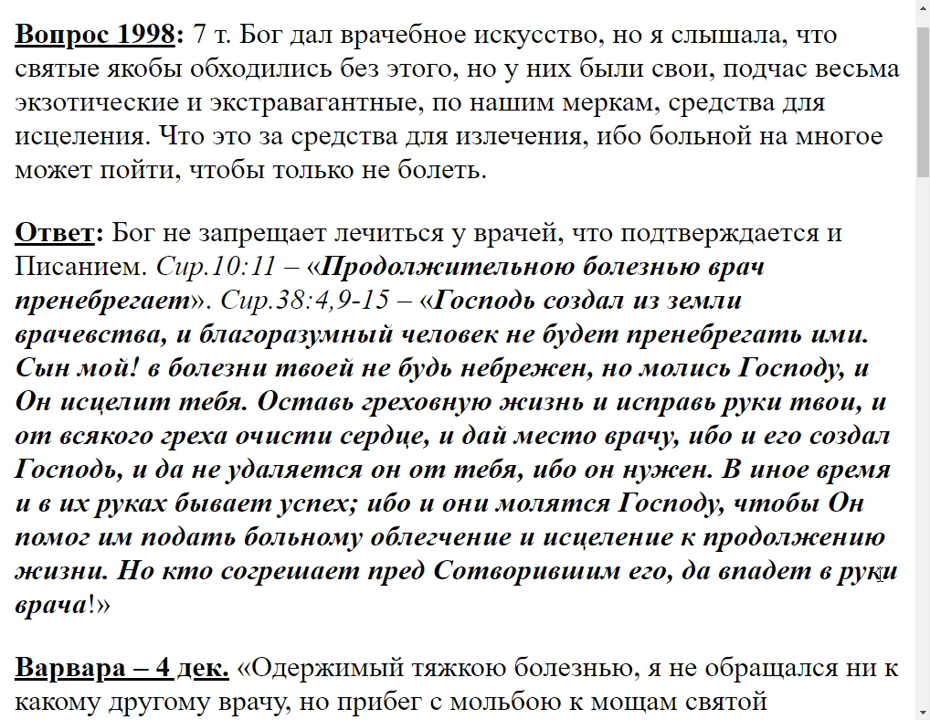 Вопрос 1998: 7 т. Бог дал врачебное искусство, но я слышала, что
святые якобы обходились без этого, но у них были свои, подчас весьма
экзотические и экстравагантные, по нашим меркам, средства для
исцеления. Что это за средства для излечения, ибо больной на многое
может пойти, чтобы только не болеть.
Ответ: Бог не запрещает лечиться у врачей, что подтверждается и
Писанием. Сир.10:11 – «Продолжительною болезнью врач
пренебрегает». Сир.38:4,9-15 – «Господь создал из земли
врачевства, и благоразумный человек не будет пренебрегать ими.
Сын мой! в болезни твоей не будь небрежен, но молись Господу, и
Он исцелит тебя. Оставь греховную жизнь и исправь руки твои, и
от всякого греха очисти сердце, и дай место врачу, ибо и его создал
Господь, и да не удаляется он от тебя, ибо он нужен. В иное время
и в их руках бывает успех; ибо и они молятся Господу, чтобы Он
помог им подать больному облегчение и исцеление к продолжению
жизни. Но кто согрешает пред Сотворившим его, да впадет в руки
врача!»
Варвара – 4 дек. «Одержимый тяжкою болезнью, я не обращался ни к
какому другому врачу, но прибег с мольбою к мощам святой